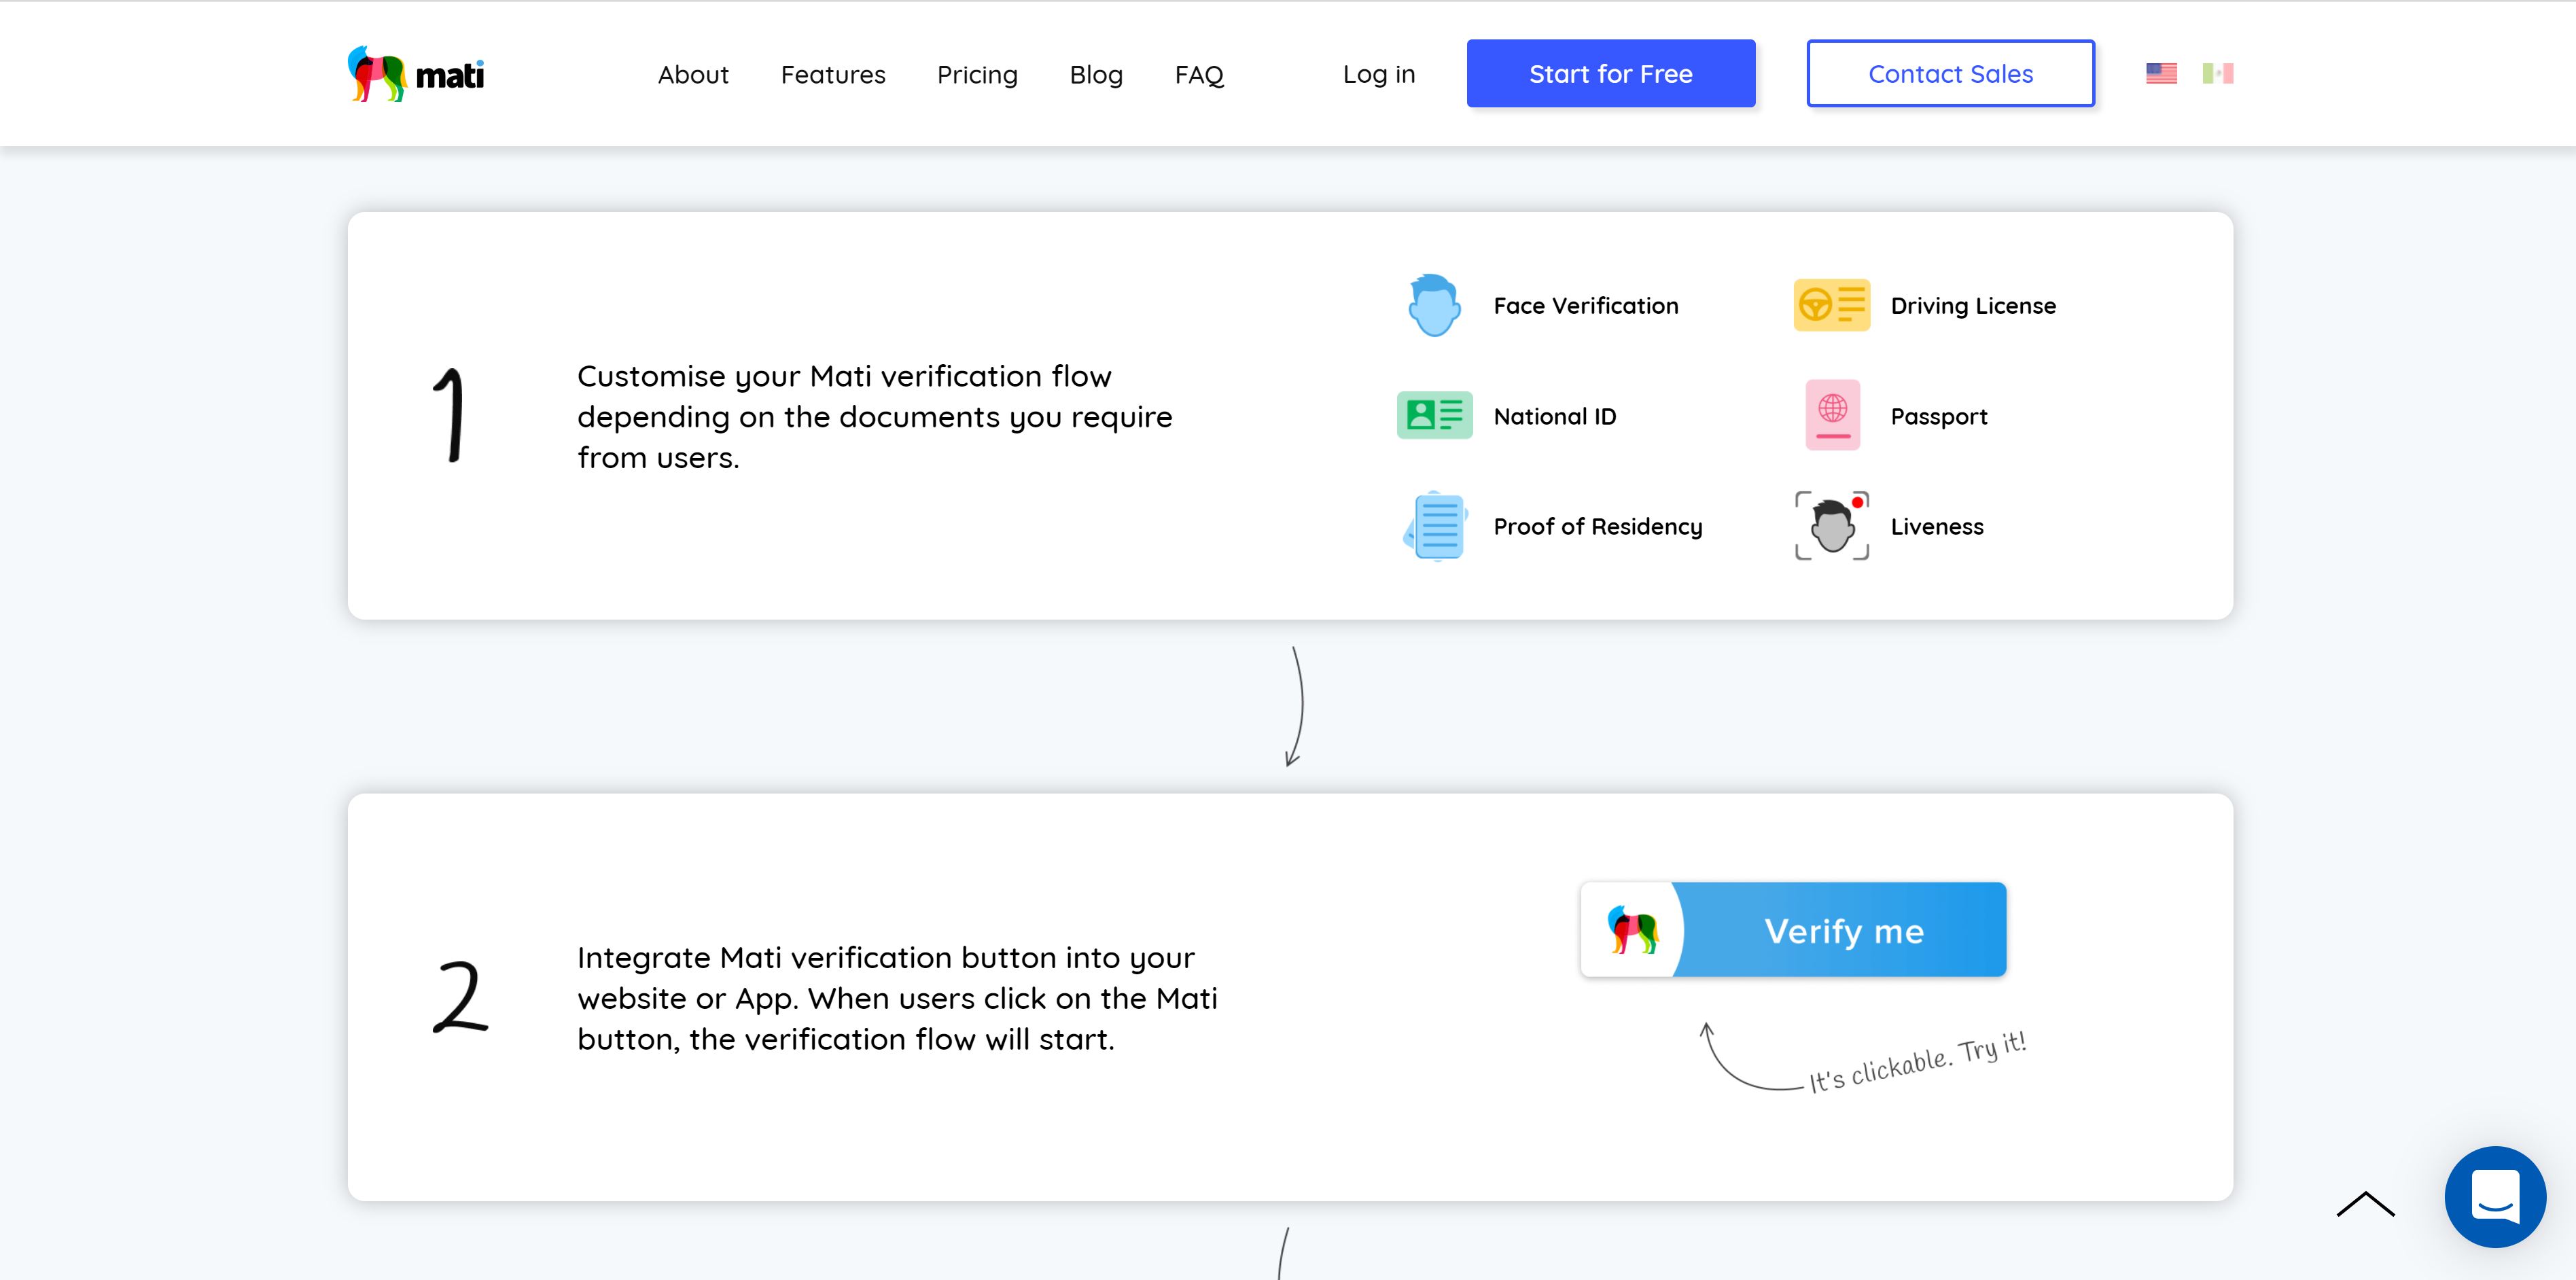 mati
About Features Pricing Blog FAQ Log in Start for Free Contact Sales
1
Customise your Mati verification flow
depending on the documents you require
from users.
Face Verification
Driving License
National ID
Passport
Proof of Residency
Liveness
2
Integrate Mati verification button into your
website or App. When users click on the Mati
button, the verification flow will start.
Verify me
It's clickable. Try it!